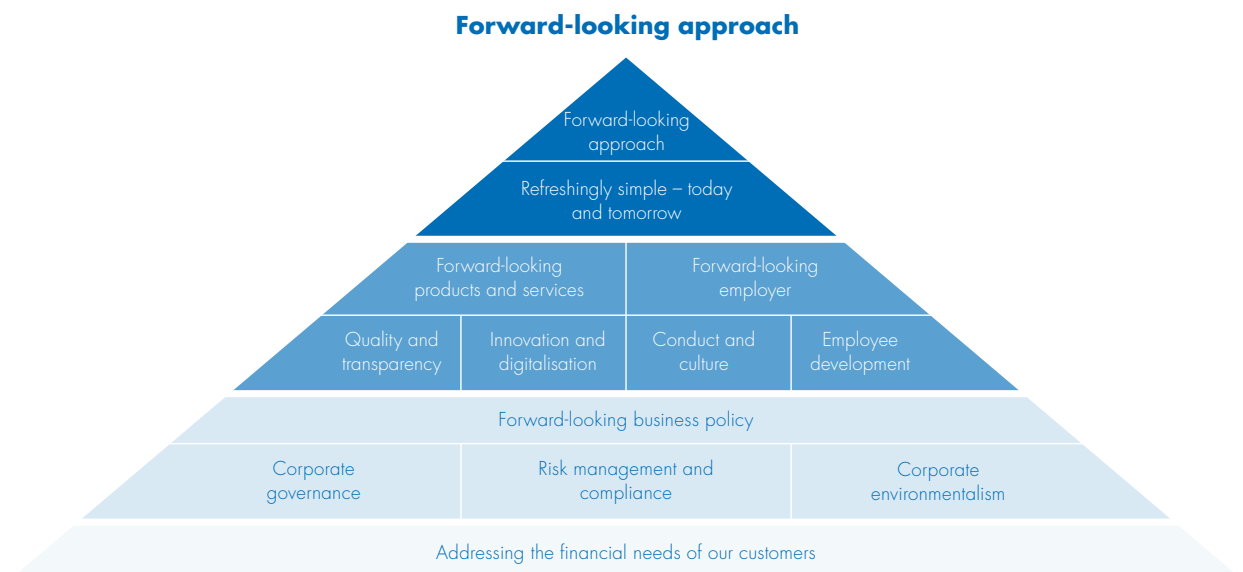 Forward-looking approach
Forward-looking
approach
Refreshingly simple – today
and tomorrow
Forward-looking
products and services
Forward-looking
employer
Quality and
transparency
Innovation and
digitalisation
Conduct and
culture
Employee
development
Forward-looking business policy
Corporate
governance
Risk management and
compliance
Corporate
environmentalism
Addressing the financial needs of our customers